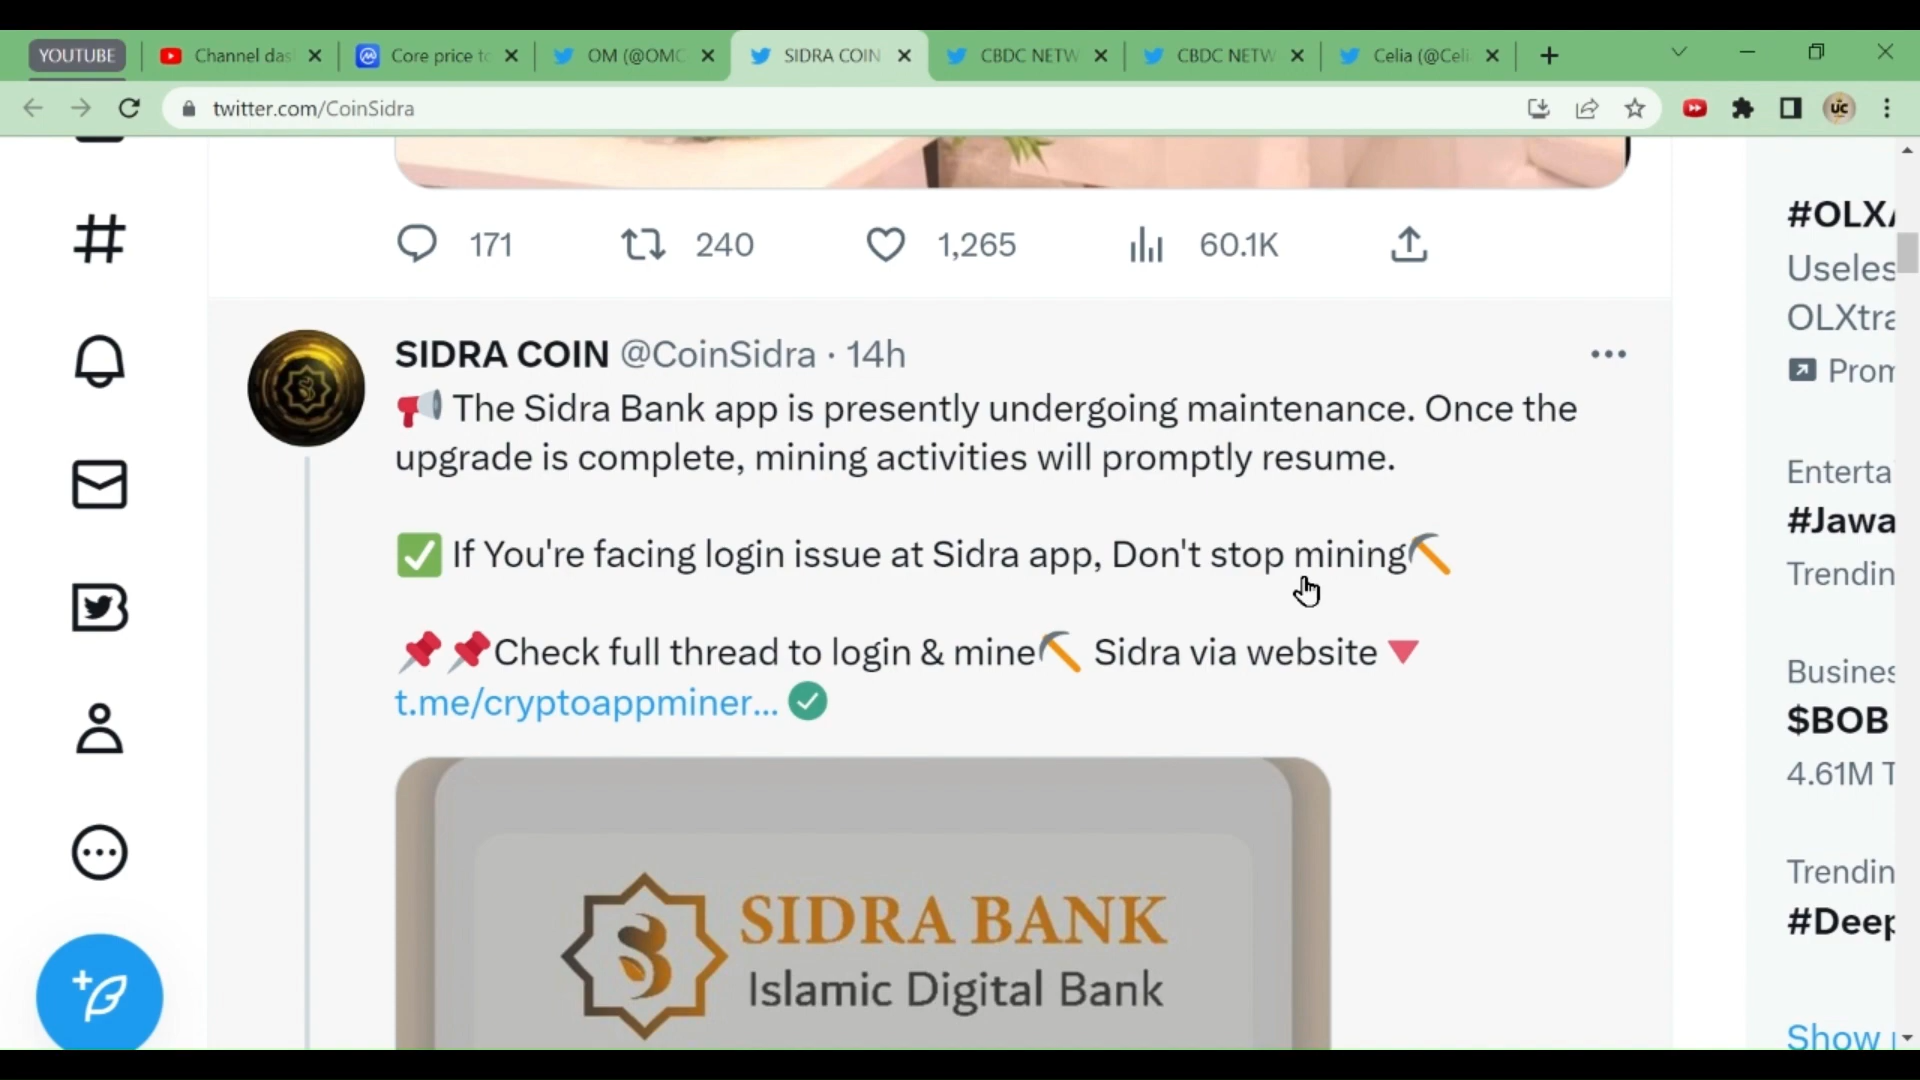 YOUTUBE
Channel das
Core price to
OM (@OMC
SIDRA COIN
CBDC NETW
CBDC NETW
Celia (@Celi
twitter.com/CoinSidra
UC
171
240
1,265
60.1K
SIDRA COIN @CoinSidra · 14h
📢 The Sidra Bank app is presently undergoing maintenance. Once the
upgrade is complete, mining activities will promptly resume.
✅ If You're facing login issue at Sidra app, Don't stop mining⛏
📌📌Check full thread to login & mine⛏ Sidra via website 🔻
t.me/cryptoappminer...
SIDRA BANK
Islamic Digital Bank
#OLX
Useles
OLXtra
Prom
Enterta
#Jawa
Trendin
Busines
$BOB
4.61M T
Trendin
#Deep
Show